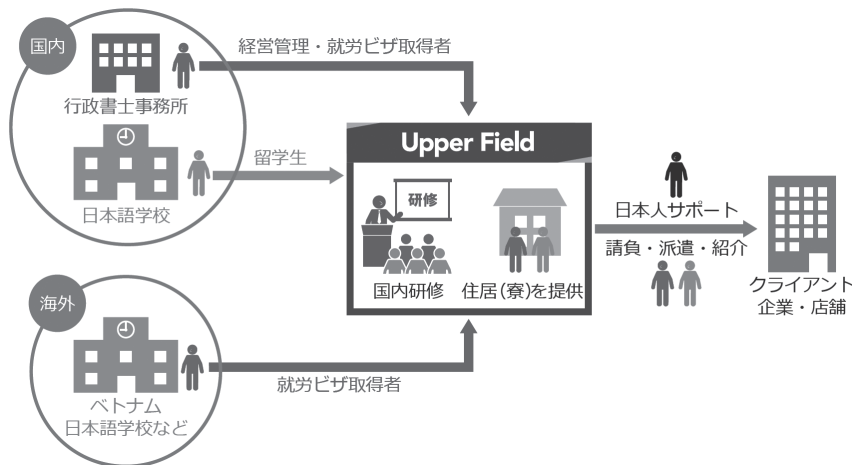 国内
行政書士事務所
経営管理・就労ビザ取得者
日本語学校
留学生
海外
ベトナム
日本語学校など
就労ビザ取得者
Upper Field
研修
国内研修
住居(寮)を提供
日本人サポート
請負・派遣・紹介
クライアント
企業・店舗